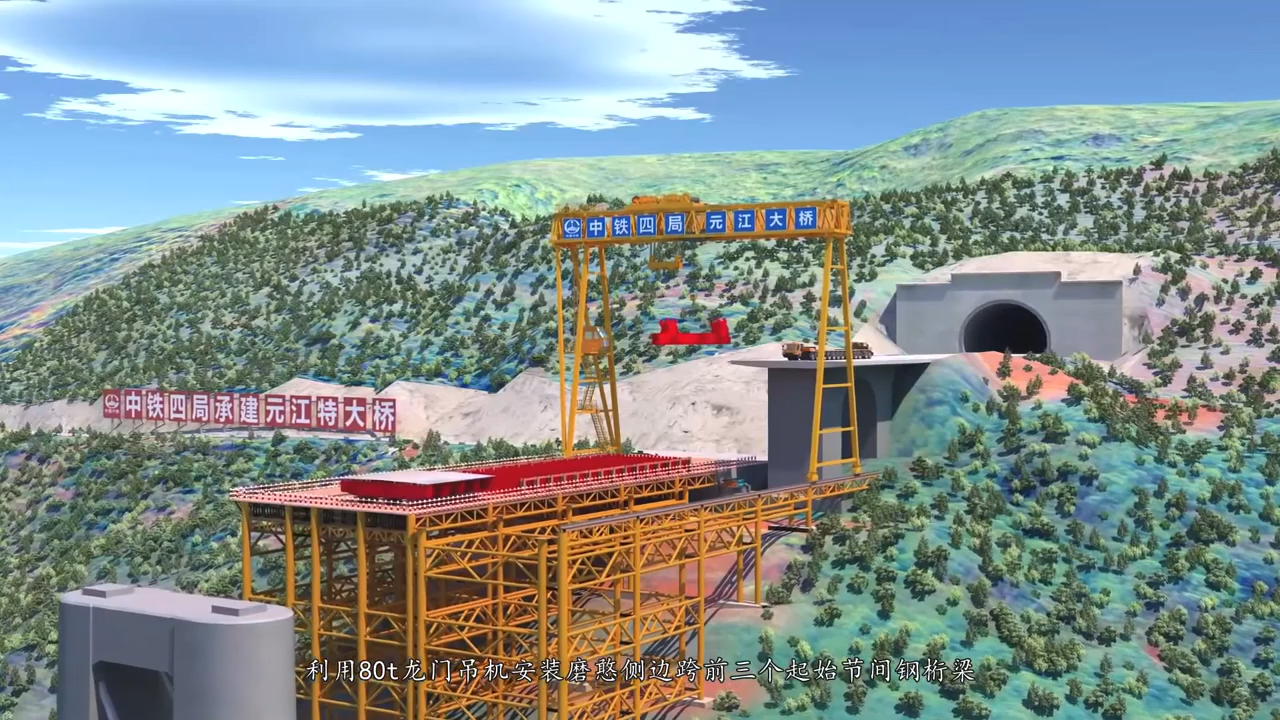 中铁四局 元江大桥
中铁四局承建元江特大桥
利用80t龙门吊机安装磨憨侧边跨前三个起始节间钢桁梁